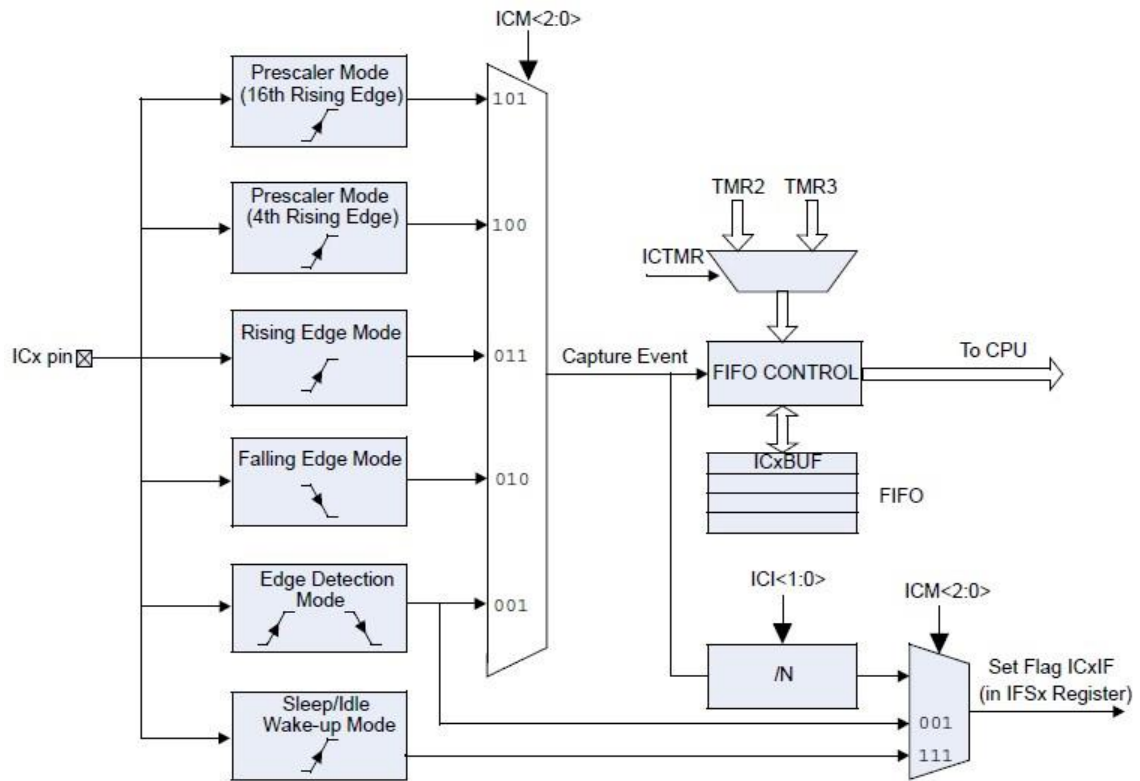 ICM<2:0>
Prescaler Mode
(16th Rising Edge)
101
Prescaler Mode
(4th Rising Edge)
100
TMR2
TMR3
ICTMR
Rising Edge Mode
ICx pin
011
Capture Event
FIFO CONTROL
To CPU
Falling Edge Mode
010
ICxBUF
FIFO
Edge Detection
Mode
001
ICI<1:0>
ICM<2:0>
/N
Set Flag ICxIF
(in IFSx Register)
Sleep/Idle
Wake-up Mode
001
111